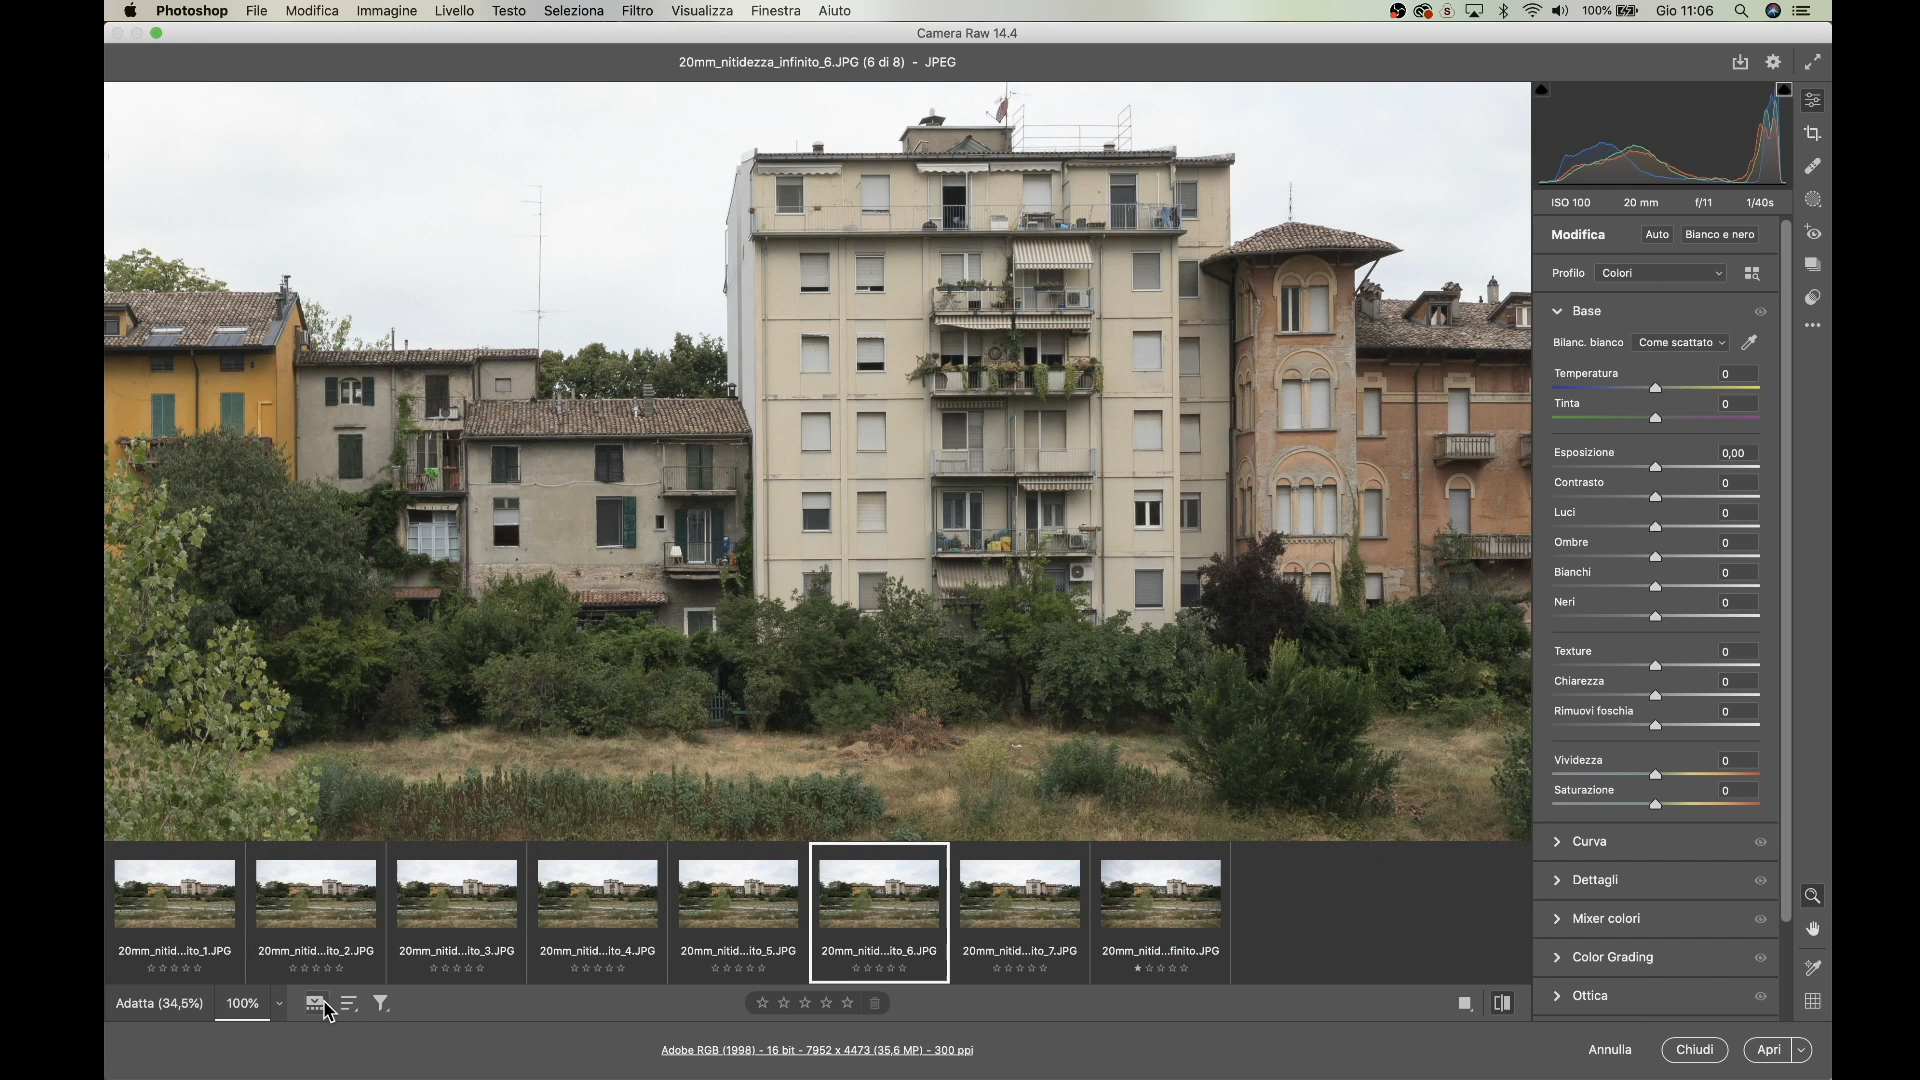 Photoshop File Modifica Immagine Livello Testo Seleziona Filtro Visualizza Finestra Aiuto 100% Gio 11:06
Camera Raw 14.4
20mm_nitidezza_infinito_6.JPG (6 di 8) - JPEG
ISO 100 20 mm f/11 1/40s
Modifica Auto Bianco e nero
Profilo Colori
Base
Bilanc. bianco Come scattato
Temperatura 0
Tinta 0
Esposizione 0,00
Contrasto 0
Luci 0
Ombre 0
Bianchi 0
Neri 0
Texture 0
Chiarezza 0
Rimuovi foschia 0
Vividezza 0
Saturazione 0
Curva
Dettagli
Mixer colori
Color Grading
Ottica
20mm_nitid...ito_1.JPG 20mm_nitid...ito_2.JPG 20mm_nitid...ito_3.JPG 20mm_nitid...ito_4.JPG 20mm_nitid...ito_5.JPG 20mm_nitid...ito_6.JPG 20mm_nitid...ito_7.JPG 20mm_nitid...finito.JPG
Adatta (34,5%) 100%
Adobe RGB (1998) - 16 bit - 7952 x 4473 (35,6 MP) - 300 ppi
Annulla Chiudi Apri